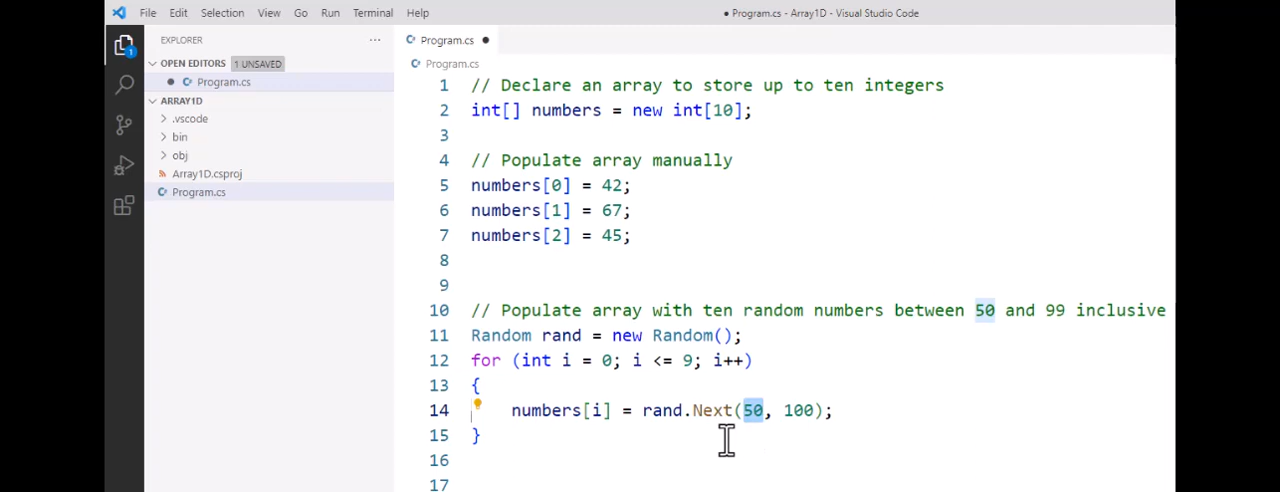 File Edit Selection View Go Run Terminal Help
● Program.cs - Array1D - Visual Studio Code
EXPLORER ...
OPEN EDITORS 1 UNSAVED
● Program.cs
ARRAY1D
.vscode
bin
obj
Array1D.csproj
Program.cs
1
Program.cs ●
Program.cs
1 // Declare an array to store up to ten integers
2 int[] numbers = new int[10];
3
4 // Populate array manually
5 numbers[0] = 42;
6 numbers[1] = 67;
7 numbers[2] = 45;
8
9
10 // Populate array with ten random numbers between 50 and 99 inclusive
11 Random rand = new Random();
12 for (int i = 0; i <= 9; i++)
13 {
14 numbers[i] = rand.Next(50, 100);
15 }
16
17